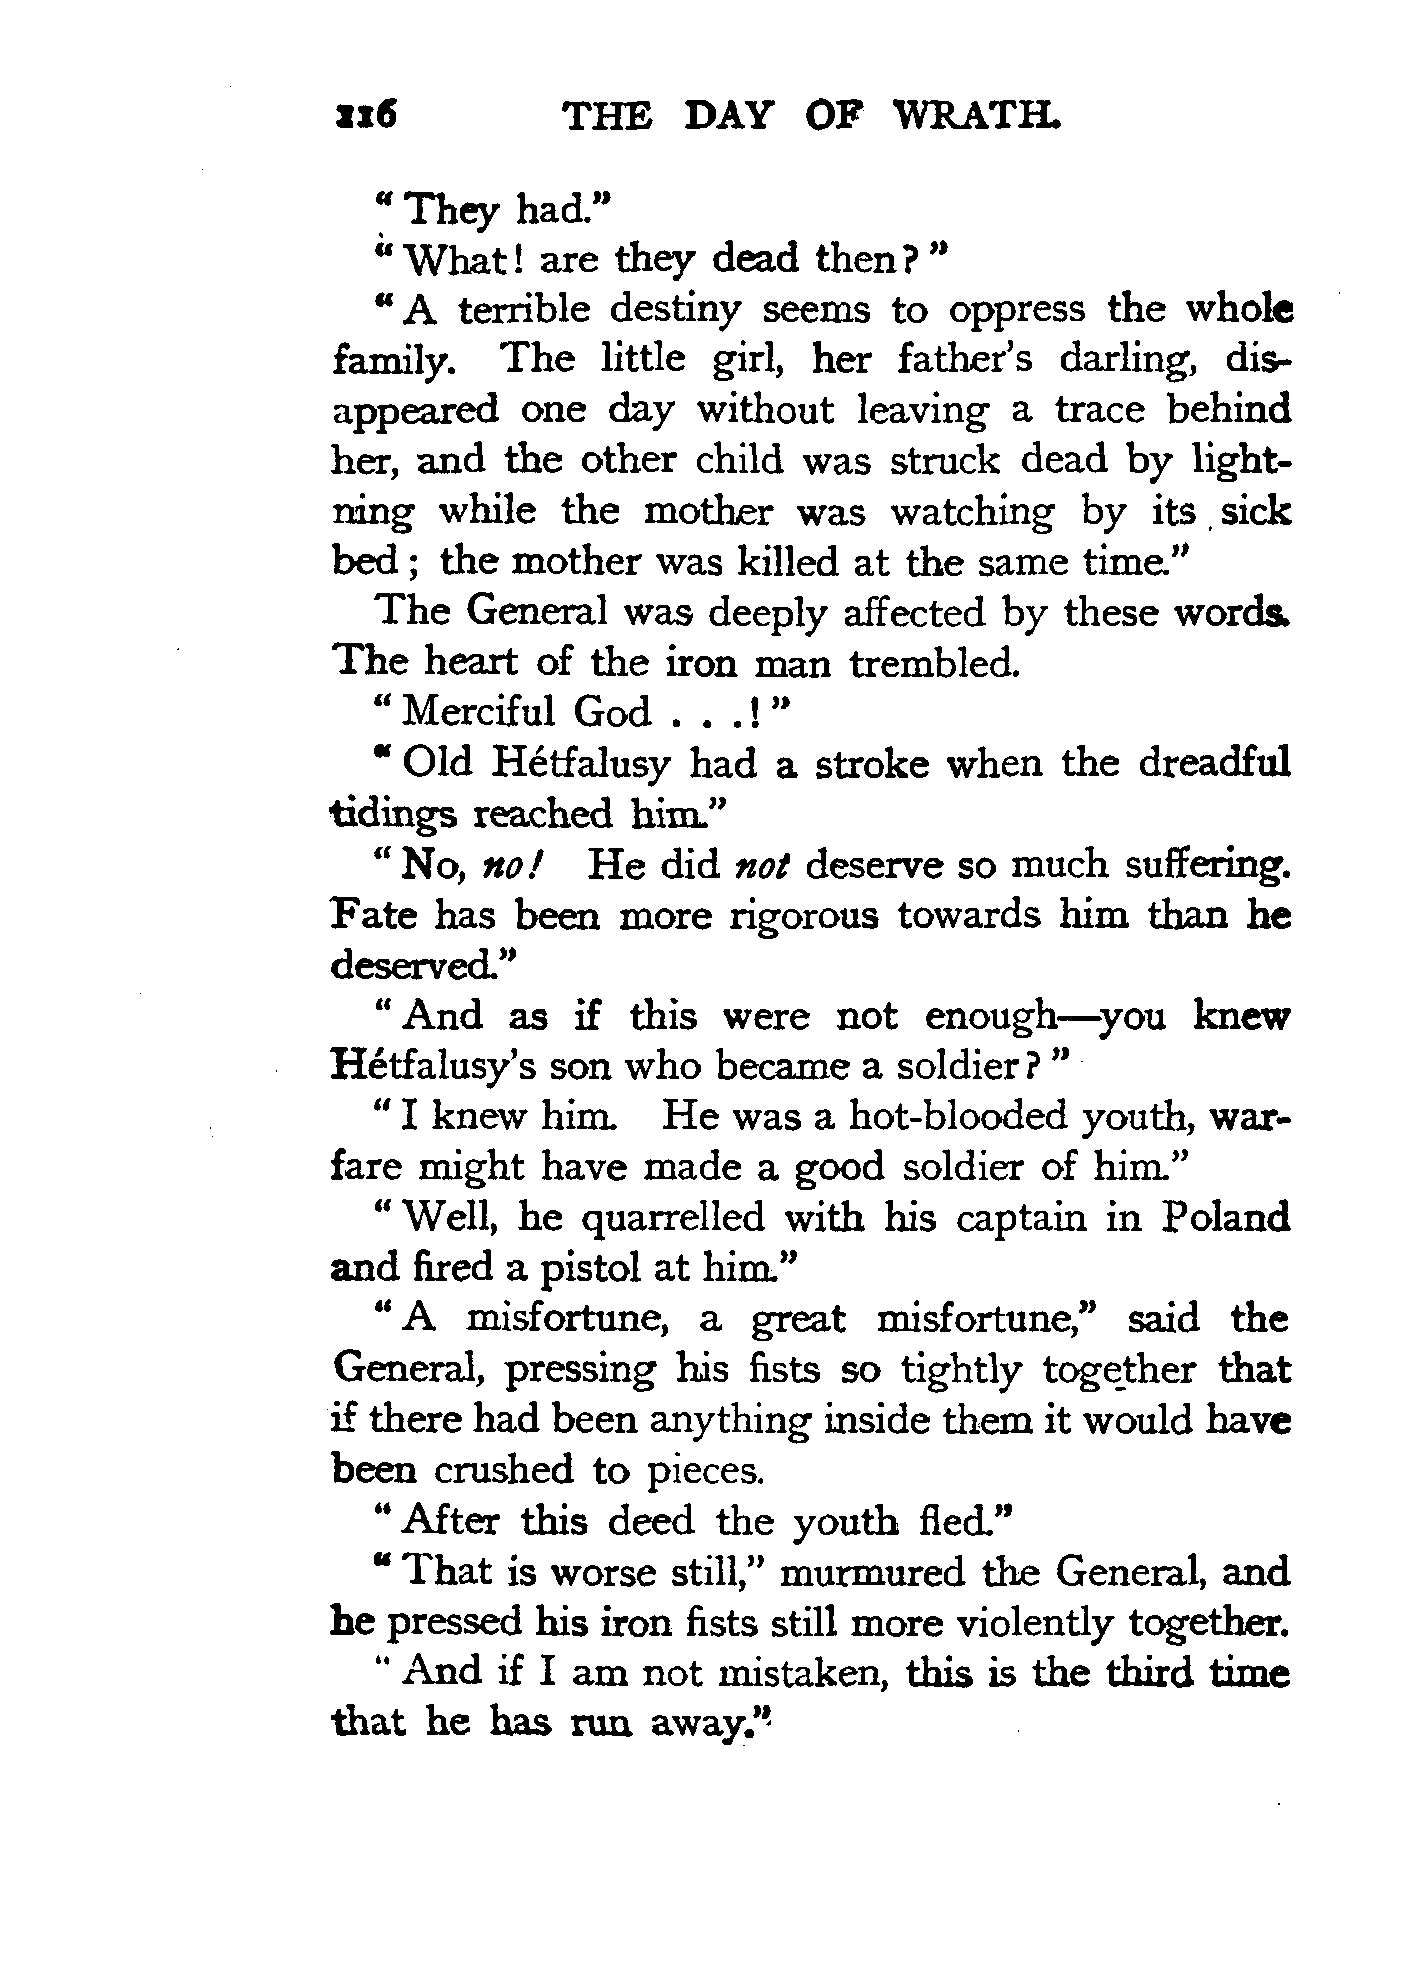 116 THE DAY OF WRATH.
“They had.”
“What! are they dead then?”
“A terrible destiny seems to oppress the whole
family. The little girl, her father’s darling, dis-
appeared one day without leaving a trace behind
her, and the other child was struck dead by light-
ning while the mother was watching by its sick
bed; the mother was killed at the same time.”
The General was deeply affected by these words.
The heart of the iron man trembled.
“Merciful God . . .!”
“Old Hétfalusy had a stroke when the dreadful
tidings reached him.”
“No, no! He did not deserve so much suffering.
Fate has been more rigorous towards him than he
deserved.”
“And as if this were not enough—you knew
Hétfalusy’s son who became a soldier?”
“I knew him. He was a hot-blooded youth, war-
fare might have made a good soldier of him.”
“Well, he quarrelled with his captain in Poland
and fired a pistol at him.”
“A misfortune, a great misfortune,” said the
General, pressing his fists so tightly together that
if there had been anything inside them it would have
been crushed to pieces.
“After this deed the youth fled.”
“That is worse still,” murmured the General, and
he pressed his iron fists still more violently together.
“And if I am not mistaken, this is the third time
that he has run away.”